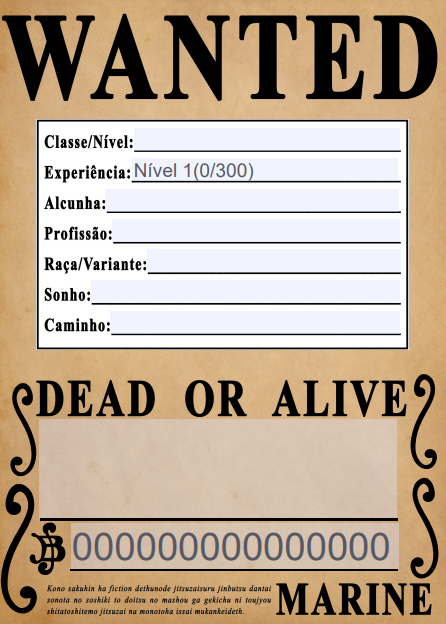 WANTED
Classe/Nível:
Experiência: Nível 1(0/300)
Alcunha:
Profissão:
Raça/Variante:
Sonho:
Caminho:
DEAD OR ALIVE
000000000000000
Kono sakuhin ha fiction dethunode jitsuzaisuru jinbutsu dantai
sonota no soshiki to doitsu no mashou ga gekichu ni toujyou
shitatoshitemo jitsuzai na monotoha issai mukankeideth.
MARINE